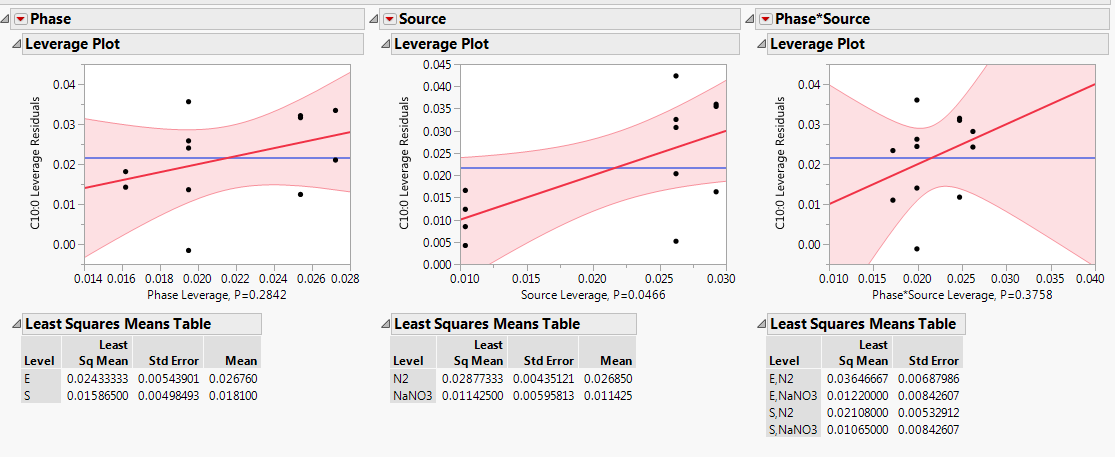 Phase
Leverage Plot
C10:0 Leverage Residuals
0.04
0.03
0.02
0.01
0.00
0.014 0.016 0.018 0.020 0.022 0.024 0.026 0.028
Phase Leverage, P=0.2842
Least Squares Means Table
Least
Level Sq Mean Std Error Mean
E 0.02433333 0.00543901 0.026760
S 0.01586500 0.00498493 0.018100
Source
Leverage Plot
C10:0 Leverage Residuals
0.045
0.040
0.035
0.030
0.025
0.020
0.015
0.010
0.005
0.000
0.010 0.015 0.020 0.025 0.030
Source Leverage, P=0.0466
Least Squares Means Table
Least
Level Sq Mean Std Error Mean
N2 0.02877333 0.00435121 0.026850
NaNO3 0.01142500 0.00595813 0.011425
Phase*Source
Leverage Plot
C10:0 Leverage Residuals
0.04
0.03
0.02
0.01
0.00
0.010 0.015 0.020 0.025 0.030 0.035 0.040
Phase*Source Leverage, P=0.3758
Least Squares Means Table
Least
Level Sq Mean Std Error
E,N2 0.03646667 0.00687986
E,NaNO3 0.01220000 0.00842607
S,N2 0.02108000 0.00532912
S,NaNO3 0.01065000 0.00842607